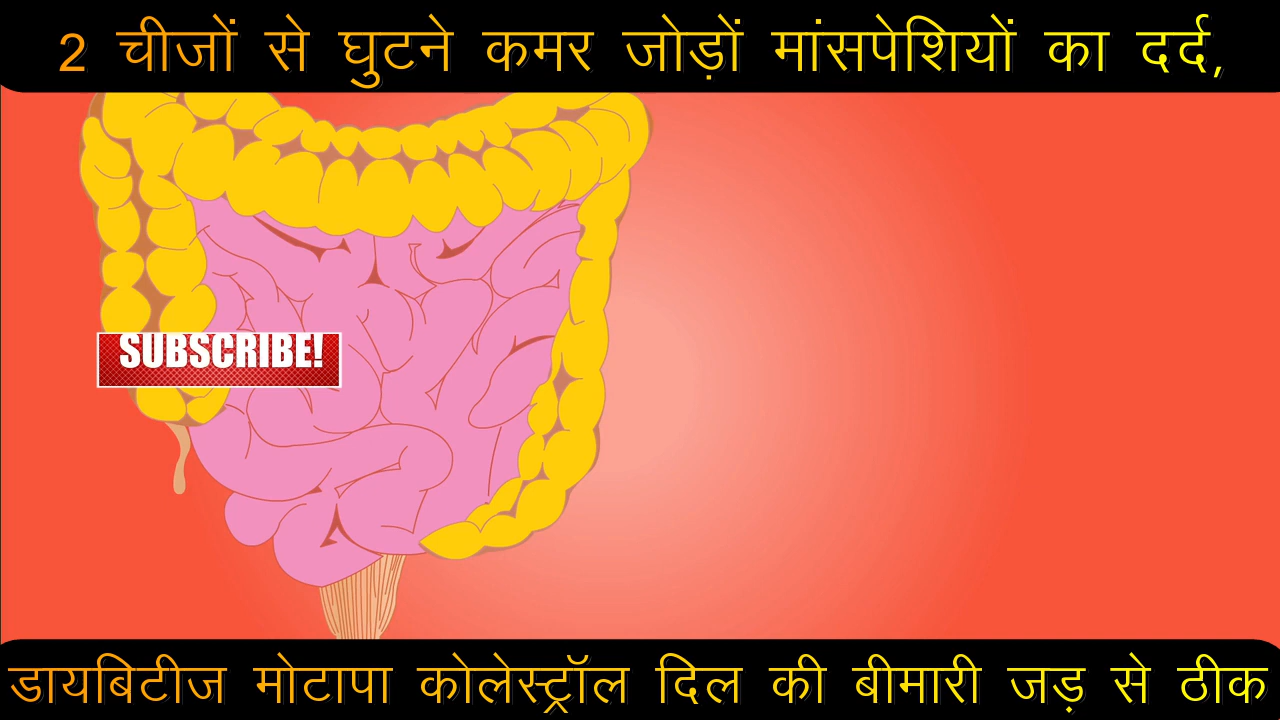 2 चीजों से घुटने कमर जोड़ों मांसपेशियों का दर्द,
SUBSCRIBE!
डायबिटीज मोटापा कोलेस्ट्रॉल दिल की बीमारी जड़ से ठीक